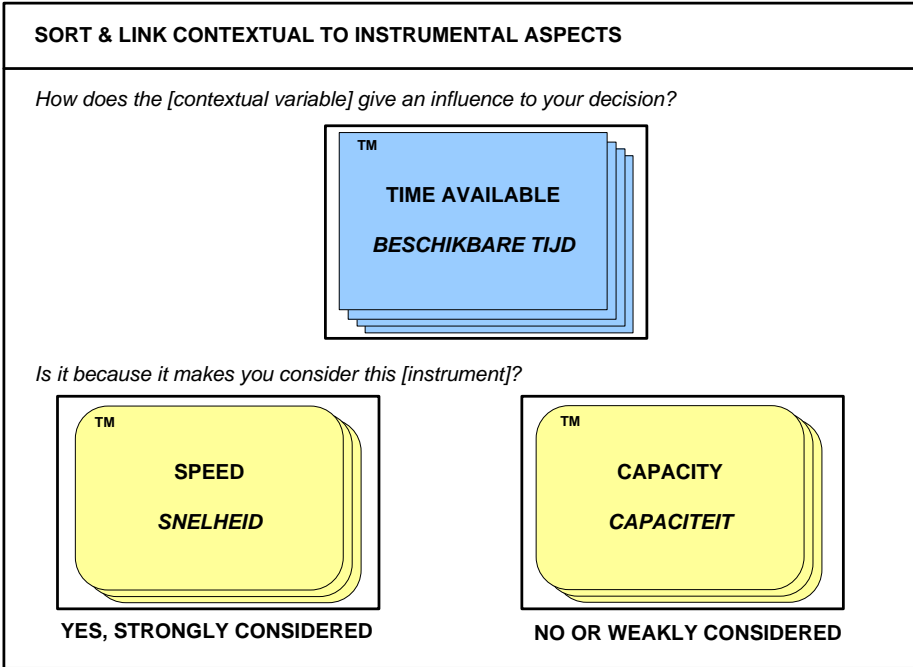 SORT & LINK CONTEXTUAL TO INSTRUMENTAL ASPECTS
How does the [contextual variable] give an influence to your decision?
TM
TIME AVAILABLE
BESCHIKBARE TIJD
Is it because it makes you consider this [instrument]?
TM
SPEED
SNELHEID
YES, STRONGLY CONSIDERED
TM
CAPACITY
CAPACITEIT
NO OR WEAKLY CONSIDERED